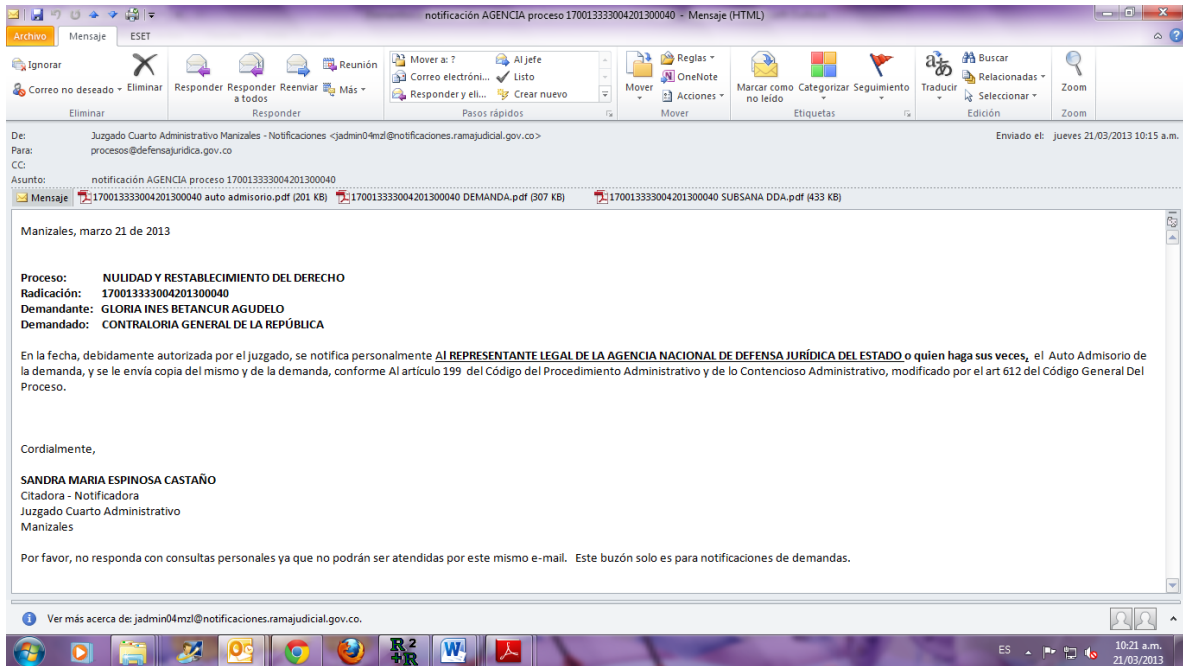 notificación AGENCIA proceso 17001333300420130004​0 - Mensaje (HTML)
Archivo Mensaje ESET
Ignorar
Correo no deseado
Eliminar
Responder
Responder a todos
Reenviar
Reunión
Más
Mover a: ?
Correo electróni...
Responder y eli...
Al jefe
Listo
Crear nuevo
Mover
Reglas
OneNote
Acciones
Marcar como no leído
Categorizar
Seguimiento
Traducir
Buscar
Relacionadas
Seleccionar
Zoom
Eliminar Responder Pasos rápidos Mover Etiquetas Edición Zoom
De: Juzgado Cuarto Administrativo Manizales - Notificaciones <jadmin04mzl@notificaciones.ramajudicial.gov.co> Enviado el: jueves 21/03/2013 10:15 a.m.
Para: procesos@defensajuridica.gov.co
CC:
Asunto: notificación AGENCIA proceso 170013333004201300040
Mensaje 170013333004201300040 auto admisorio.pdf (201 KB) 170013333004201300040 DEMANDA.pdf (307 KB) 170013333004201300040 SUBSANA DDA.pdf (433 KB)
Manizales, marzo 21 de 2013
Proceso: NULIDAD Y RESTABLECIMIENTO DEL DERECHO
Radicación: 170013333004201300040
Demandante: GLORIA INES BETANCUR AGUDELO
Demandado: CONTRALORIA GENERAL DE LA REPÚBLICA
En la fecha, debidamente autorizada por el juzgado, se notifica personalmente Al REPRESENTANTE LEGAL DE LA AGENCIA NACIONAL DE DEFENSA JURÍDICA DEL ESTADO o quien haga sus veces, el Auto Admisorio de
la demanda, y se le envía copia del mismo y de la demanda, conforme Al artículo 199 del Código del Procedimiento Administrativo y de lo Contencioso Administrativo, modificado por el art 612 del Código General Del
Proceso.
Cordialmente,
SANDRA MARIA ESPINOSA CASTAÑO
Citadora - Notificadora
Juzgado Cuarto Administrativo
Manizales
Por favor, no responda con consultas personales ya que no podrán ser atendidas por este mismo e-mail. Este buzón solo es para notificaciones de demandas.
Ver más acerca de: jadmin04mzl@notificaciones.ramajudicial.gov.co.
ES 10:21 a.m.
21/03/2013